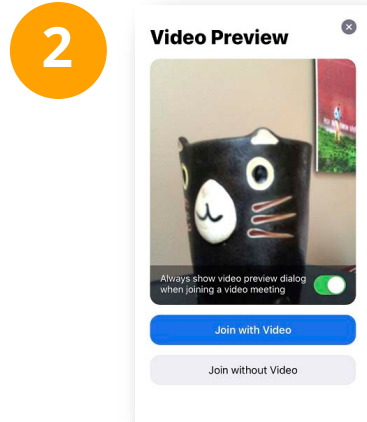 2
Video Preview
Always show video preview dialog
when joining a video meeting
Join with Video
Join without Video